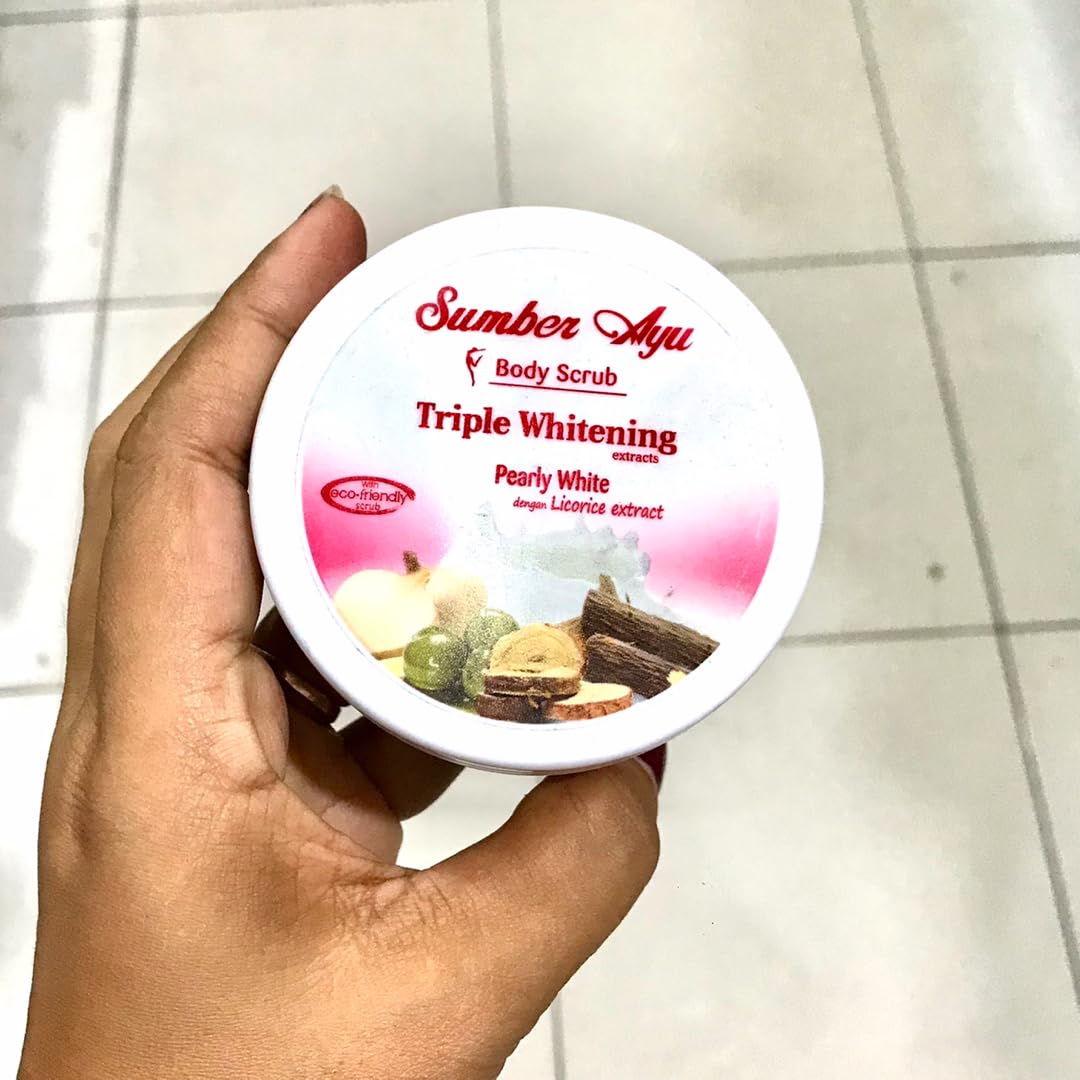 Sumber Ayu
Body Scrub
Triple Whitening
extracts
Pearly White
dengan Licorice extract
with
eco-friendly
scrub